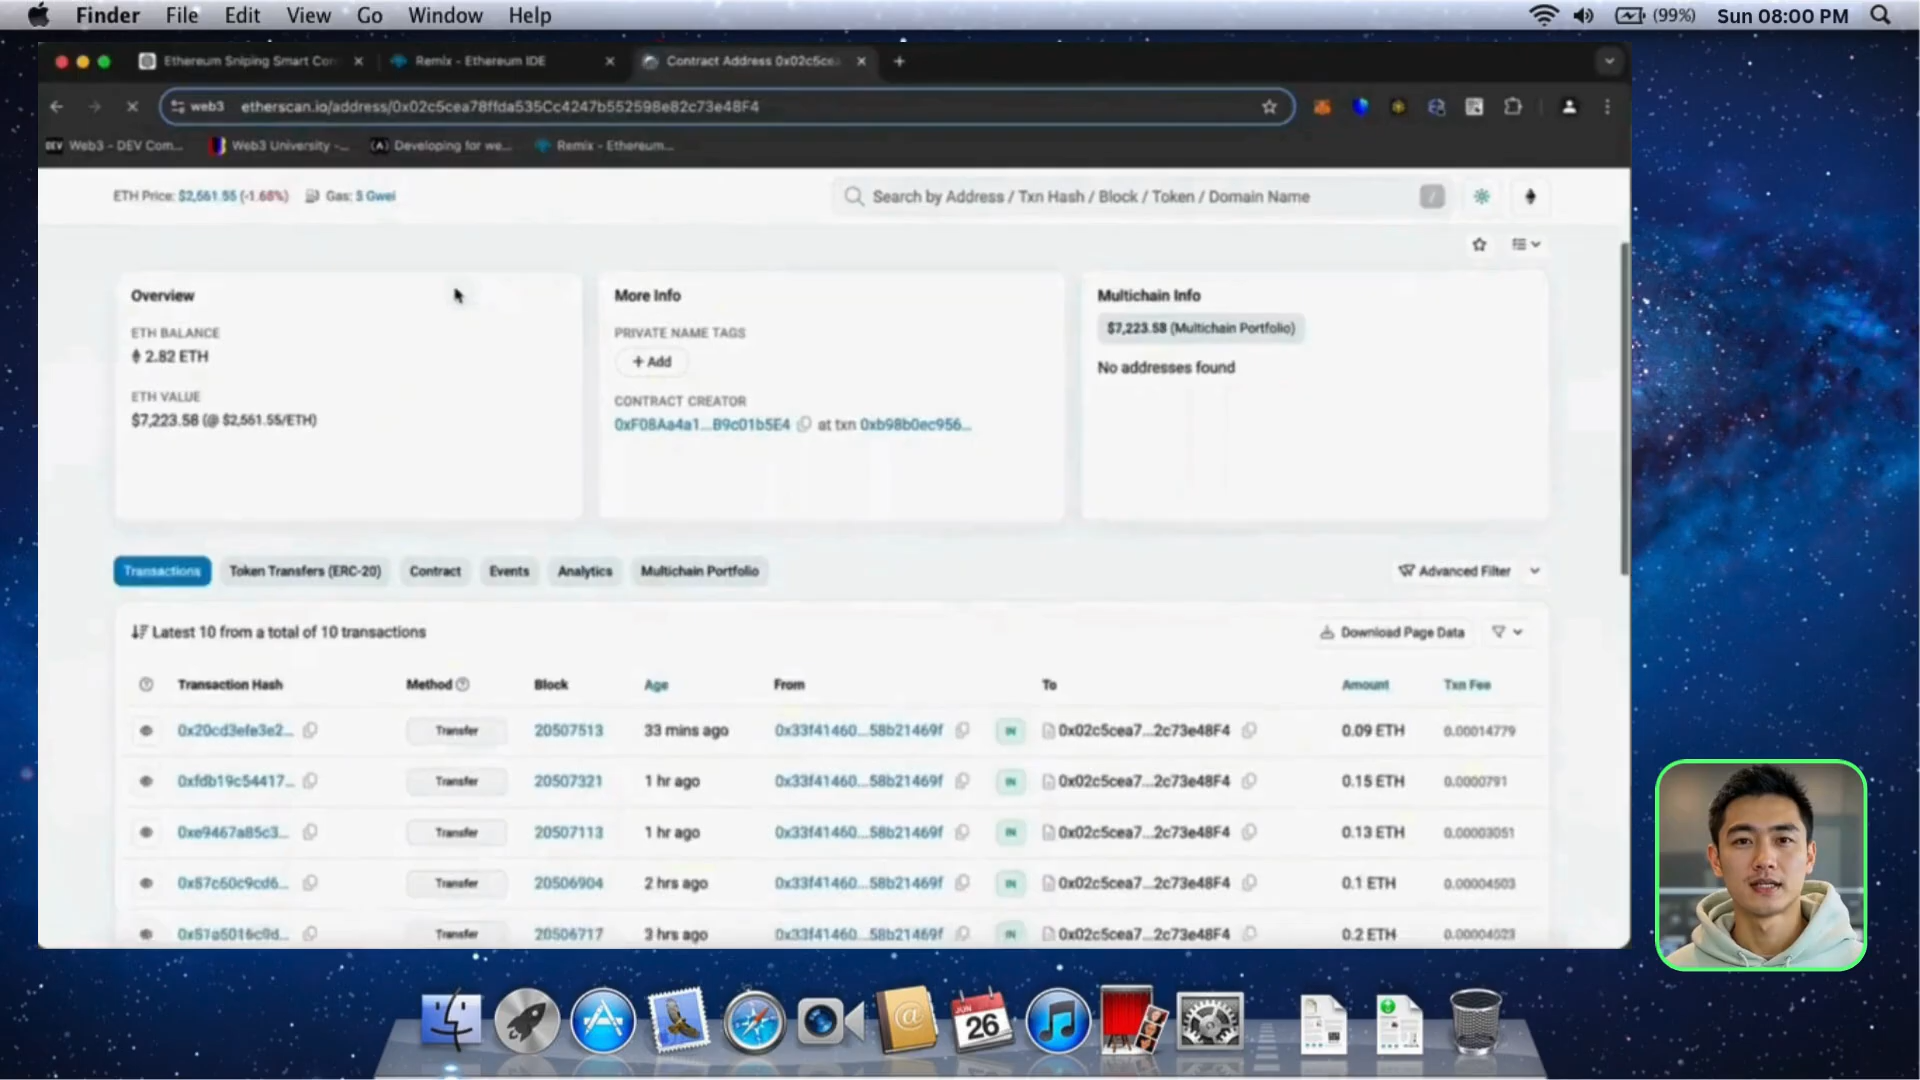 Finder File Edit View Go Window Help
(99%) Sun 08:00 PM
Ethereum Sniping Smart Con
Remix - Ethereum IDE
Contract Address 0x02c5cea
web3 etherscan.io/address/0x02c5cea78ffda535Cc4247b552598e82c73e48F4
DEV Web3 - DEV Com...
Web3 University -...
(A) Developing for we...
Remix - Ethereum...
ETH Price: $2,561.55 (-1.68%) Gas: 5 Gwei
Search by Address / Txn Hash / Block / Token / Domain Name /
Overview
ETH BALANCE
2.82 ETH
ETH VALUE
$7,223.58 (@ $2,561.55/ETH)
More Info
PRIVATE NAME TAGS
+ Add
CONTRACT CREATOR
0xF08Aa4a1...B9c01b5E4 at txn 0xb98b0ec956...
Multichain Info
$7,223.58 (Multichain Portfolio)
No addresses found
Transactions Token Transfers (ERC-20) Contract Events Analytics Multichain Portfolio Advanced Filter
Latest 10 from a total of 10 transactions Download Page Data
Transaction Hash Method Block Age From To Amount Txn Fee
0x20cd3efe3e2... Transfer 20507513 33 mins ago 0x33f41460...58b21469f IN 0x02c5cea7...2c73e48F4 0.09 ETH 0.00014779
0xfdb19c54417... Transfer 20507321 1 hr ago 0x33f41460...58b21469f IN 0x02c5cea7...2c73e48F4 0.15 ETH 0.0000791
0xe9467a85c3... Transfer 20507113 1 hr ago 0x33f41460...58b21469f IN 0x02c5cea7...2c73e48F4 0.13 ETH 0.00003051
0x87c60c9cd6... Transfer 20506904 2 hrs ago 0x33f41460...58b21469f IN 0x02c5cea7...2c73e48F4 0.1 ETH 0.00004503
0x57a5016c9d... Transfer 20506717 3 hrs ago 0x33f41460...58b21469f IN 0x02c5cea7...2c73e48F4 0.2 ETH 0.00004023
JUN
26